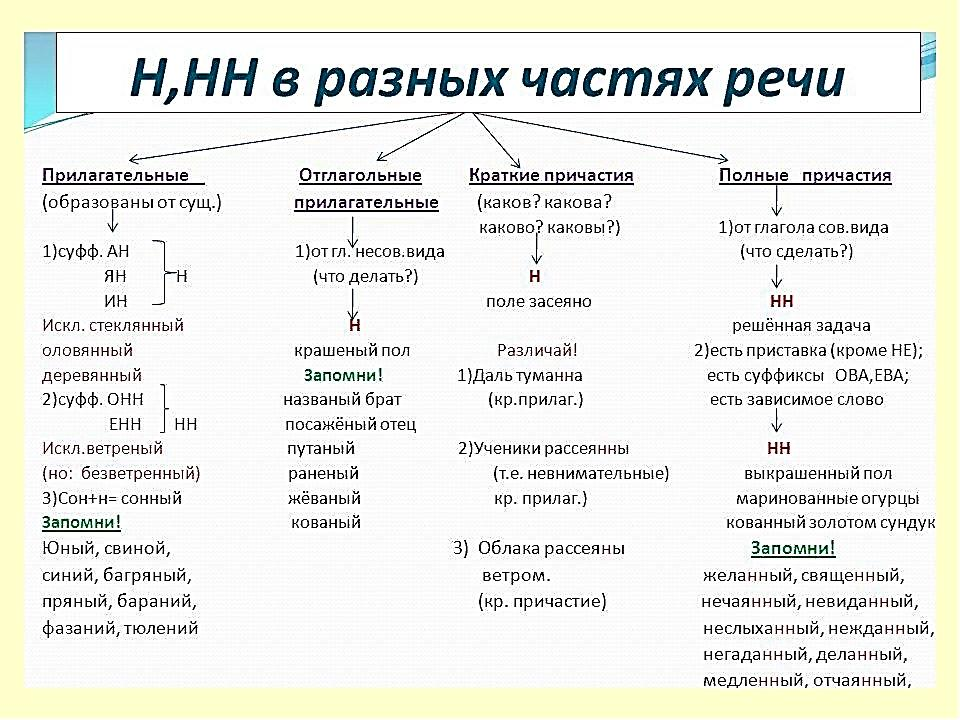 Н,НН в разных частях речи
Прилагательные
(образованы от сущ.)
1)суфф. АН
ЯН Н
ИН
Искл. стеклянный
оловянный
деревянный
2)суфф. ОНН
ЕНН НН
Искл.ветреный
(но: безветренный)
3)Сон+н= сонный
Запомни!
Юный, свиной,
синий, багряный,
пряный, бараний,
фазаний, тюлений
Отглагольные
прилагательные
1)от гл. несов.вида
(что делать?)
Н
крашеный пол
Запомни!
названый брат
посажёный отец
путаный
раненый
жёваный
кованый
Краткие причастия
(каков? какова?
каково? каковы?)
Н
поле засеяно
Различай!
1)Даль туманна
(кр.прилаг.)
2)Ученики рассеянны
(т.е. невнимательные)
кр. прилаг.)
3) Облака рассеяны
ветром.
(кр. причастие)
Полные причастия
1)от глагола сов.вида
(что сделать?)
НН
решённая задача
2)есть приставка (кроме НЕ);
есть суффиксы ОВА,ЕВА;
есть зависимое слово
НН
выкрашенный пол
маринованные огурцы
кованный золотом сундук
Запомни!
желанный, священный,
нечаянный, невиданный,
неслыханный, нежданный,
негаданный, деланный,
медленный, отчаянный,